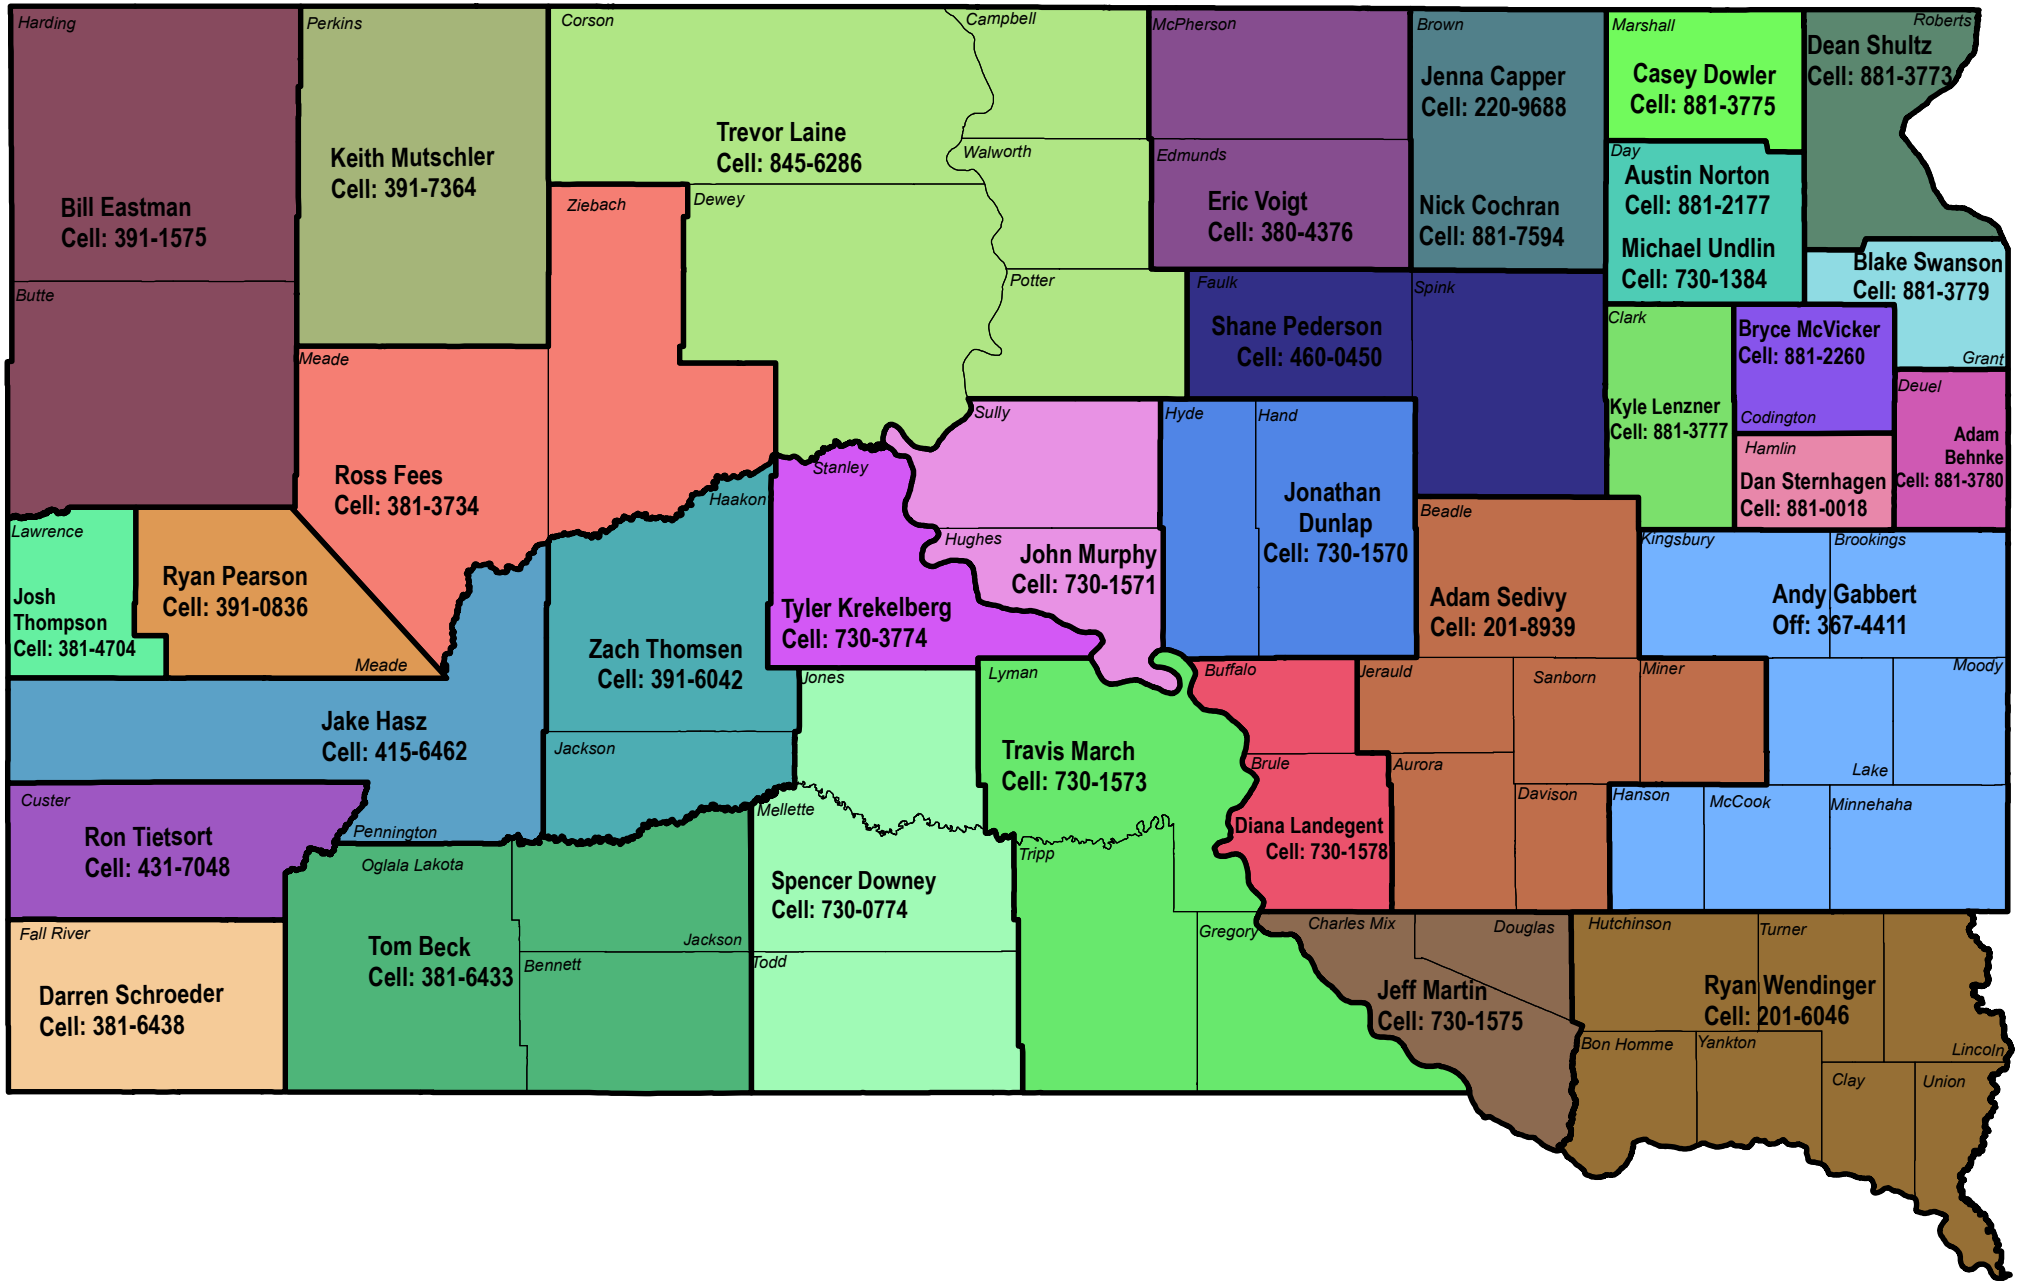 Harding
Perkins
Corson
Campbell
McPherson
Brown
Marshall
Roberts
Dean Shultz
Cell: 881-3773
Jenna Capper
Cell: 220-9688
Casey Dowler
Cell: 881-3775
Trevor Laine
Cell: 845-6286
Keith Mutschler
Cell: 391-7364
Walworth
Edmunds
Day
Austin Norton
Cell: 881-2177
Bill Eastman
Cell: 391-1575
Ziebach
Dewey
Eric Voigt
Cell: 380-4376
Nick Cochran
Cell: 881-7594
Michael Undlin
Cell: 730-1384
Blake Swanson
Cell: 881-3779
Butte
Potter
Faulk
Spink
Clark
Shane Pederson
Cell: 460-0450
Bryce McVicker
Cell: 881-2260
Meade
Grant
Deuel
Sully
Hyde
Hand
Kyle Lenzner
Cell: 881-3777
Codington
Adam
Behnke
Cell: 881-3780
Hamlin
Dan Sternhagen
Cell: 881-0018
Ross Fees
Cell: 381-3734
Stanley
Haakon
Jonathan
Dunlap
Cell: 730-1570
Beadle
Lawrence
Hughes
John Murphy
Cell: 730-1571
Kingsbury
Brookings
Josh
Thompson
Cell: 381-4704
Ryan Pearson
Cell: 391-0836
Meade
Tyler Krekelberg
Cell: 730-3774
Adam Sedivy
Cell: 201-8939
Andy Gabbert
Off: 367-4411
Zach Thomsen
Cell: 391-6042
Jones
Lyman
Buffalo
Jerauld
Sanborn
Miner
Moody
Jake Hasz
Cell: 415-6462
Jackson
Travis March
Cell: 730-1573
Brule
Aurora
Lake
Custer
Ron Tietsort
Cell: 431-7048
Pennington
Mellette
Davison
Hanson
McCook
Minnehaha
Diana Landegent
Cell: 730-1578
Oglala Lakota
Tripp
Spencer Downey
Cell: 730-0774
Fall River
Tom Beck
Cell: 381-6433
Jackson
Bennett
Todd
Gregory
Charles Mix
Douglas
Hutchinson
Turner
Darren Schroeder
Cell: 381-6438
Jeff Martin
Cell: 730-1575
Ryan Wendinger
Cell: 201-6046
Bon Homme
Yankton
Lincoln
Clay
Union